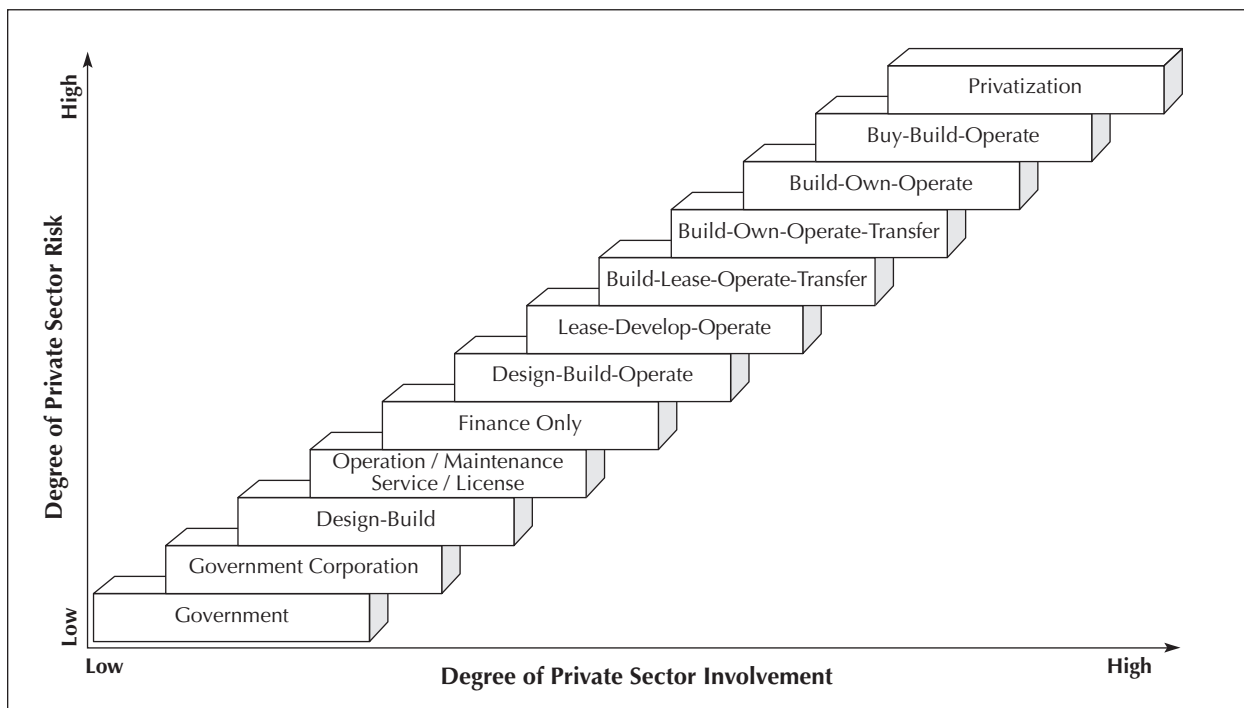 High
Degree of Private Sector Risk
Low
Privatization
Buy-Build-Operate
Build-Own-Operate
Build-Own-Operate-Transfer
Build-Lease-Operate-Transfer
Lease-Develop-Operate
Design-Build-Operate
Finance Only
Operation / Maintenance
Service / License
Design-Build
Government Corporation
Government
Low
Degree of Private Sector Involvement
High